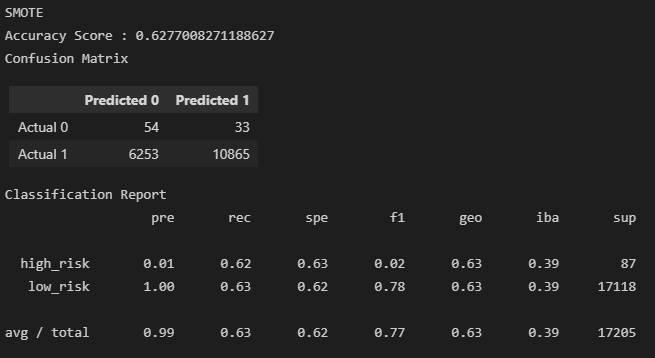 SMOTE
Accuracy Score : 0.6277008271188627
Confusion Matrix
Predicted 0 Predicted 1
Actual 0 54 33
Actual 1 6253 10865
Classification Report
pre rec spe f1 geo iba sup
high_risk 0.01 0.62 0.63 0.02 0.63 0.39 87
low_risk 1.00 0.63 0.62 0.78 0.63 0.39 17118
avg / total 0.99 0.63 0.62 0.77 0.63 0.39 17205